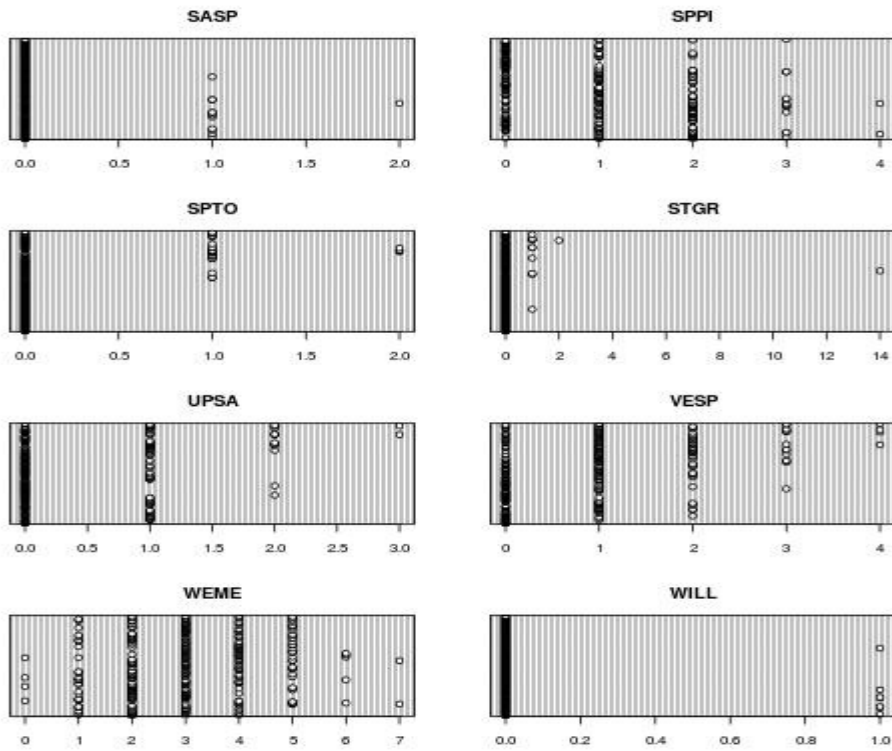 SASP
0.0 0.5 1.0 1.5 2.0
SPPI
0 1 2 3 4
SPTO
0.0 0.5 1.0 1.5 2.0
STGR
0 2 4 6 8 10 12 14
UPSA
0.0 0.5 1.0 1.5 2.0 2.5 3.0
VESP
0 1 2 3 4
WEME
0 1 2 3 4 5 6 7
WILL
0.0 0.2 0.4 0.6 0.8 1.0